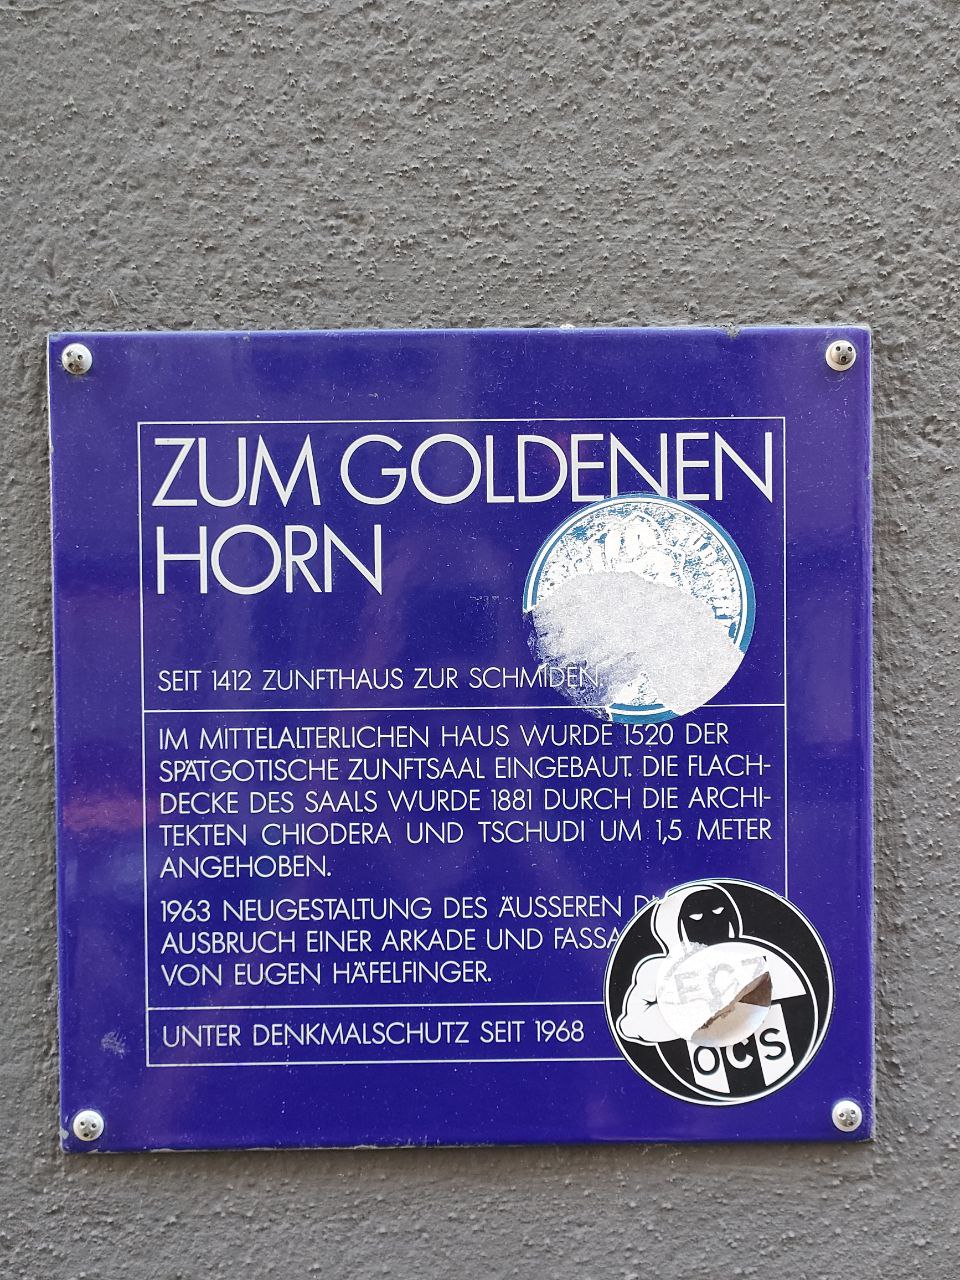 ZUM GOLDENEN
HORN
SEIT 1412 ZUNFTHAUS ZUR SCHMIDEN.
IM MITTELALTERLICHEN HAUS WURDE 1520 DER
SPÄTGOTISCHE ZUNFTSAAL EINGEBAUT. DIE FLACH-
DECKE DES SAALS WURDE 1881 DURCH DIE ARCHI-
TEKTEN CHIODERA UND TSCHUDI UM 1,5 METER
ANGEHOBEN.
1963 NEUGESTALTUNG DES ÄUSSEREN
AUSBRUCH EINER ARKADE UND
VON EUGEN HÄFELFINGER.
UNTER DENKMALSCHUTZ SEIT 1968
OCS